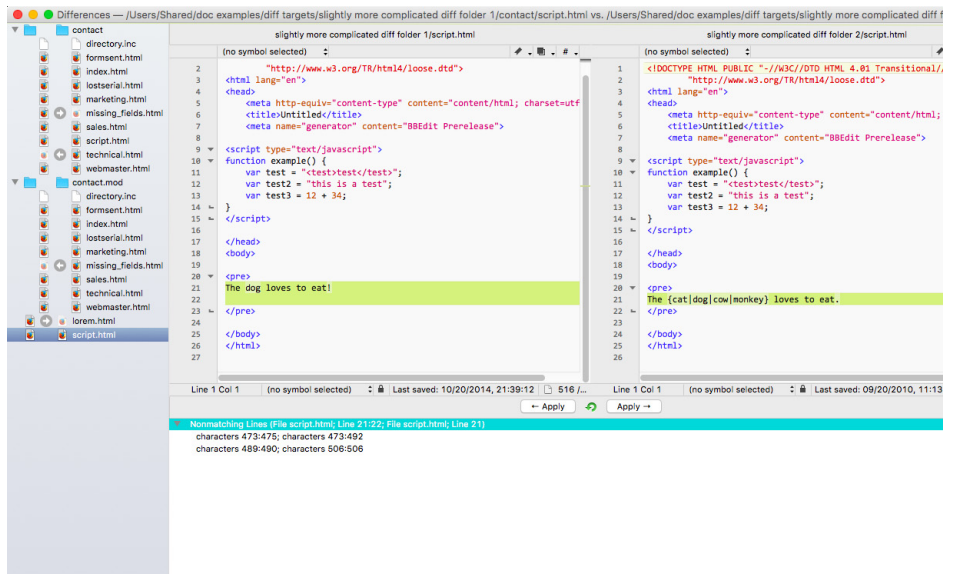 Differences — /Users/Shared/doc examples/diff targets/slightly more complicated diff folder 1/contact/script.html vs. /Users/Shared/doc examples/diff targets/slightly more complicated diff f
contact
directory.inc
formsent.html
index.html
lostserial.html
marketing.html
missing_fields.html
sales.html
script.html
technical.html
webmaster.html
contact.mod
directory.inc
formsent.html
index.html
lostserial.html
marketing.html
missing_fields.html
sales.html
technical.html
webmaster.html
lorem.html
script.html
slightly more complicated diff folder 1/script.html
(no symbol selected) #
2 "http://www.w3.org/TR/html4/loose.dtd">
3 <html lang="en">
4 <head>
5 <meta http-equiv="content-type" content="content/html; charset=utf
6 <title>Untitled</title>
7 <meta name="generator" content="BBEdit Prerelease">
8
9 <script type="text/javascript">
10 function example() {
11 var test = "<test>test</test>";
12 var test2 = "this is a test";
13 var test3 = 12 + 34;
14 }
15 </script>
16
17 </head>
18 <body>
19
20 <pre>
21 The dog loves to eat!
22
23 </pre>
24
25 </body>
26 </html>
27
Line 1 Col 1 (no symbol selected) Last saved: 10/20/2014, 21:39:12 516 /...
slightly more complicated diff folder 2/script.html
(no symbol selected)
1 <!DOCTYPE HTML PUBLIC "-//W3C//DTD HTML 4.01 Transitional/
2 "http://www.w3.org/TR/html4/loose.dtd">
3 <html lang="en">
4 <head>
5 <meta http-equiv="content-type" content="content/html;
6 <title>Untitled</title>
7 <meta name="generator" content="BBEdit Prerelease">
8
9 <script type="text/javascript">
10 function example() {
11 var test = "<test>test</test>";
12 var test2 = "this is a test";
13 var test3 = 12 + 34;
14 }
15 </script>
16
17 </head>
18 <body>
19
20 <pre>
21 The {cat|dog|cow|monkey} loves to eat.
22 </pre>
23
24 </body>
25 </html>
26
Line 1 Col 1 (no symbol selected) Last saved: 09/20/2010, 11:13
← Apply Apply →
Nonmatching Lines (File script.html; Line 21:22; File script.html; Line 21)
characters 473:475; characters 473:492
characters 489:490; characters 506:506